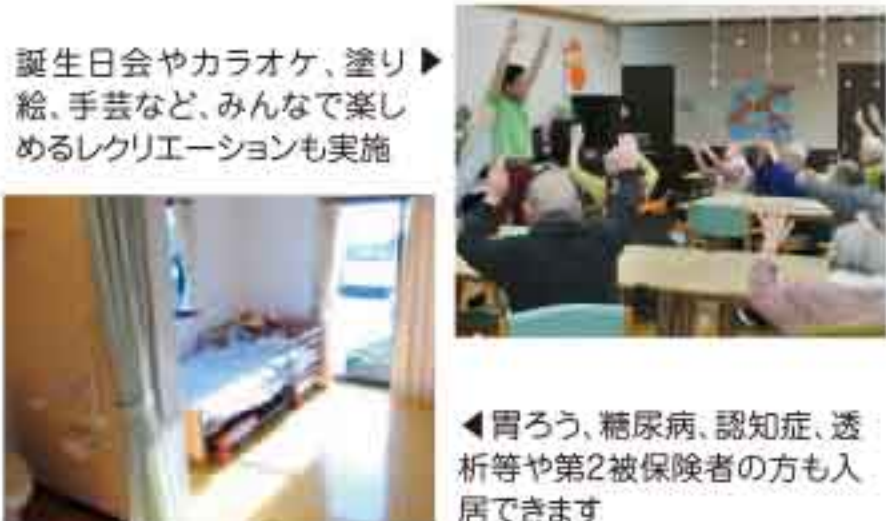 誕生日会やカラオケ、塗り▶
絵、手芸など、みんなで楽し
めるレクリエーションも実施
◀胃ろう、糖尿病、認知症、透
析等や第2被保険者の方も入
居できます